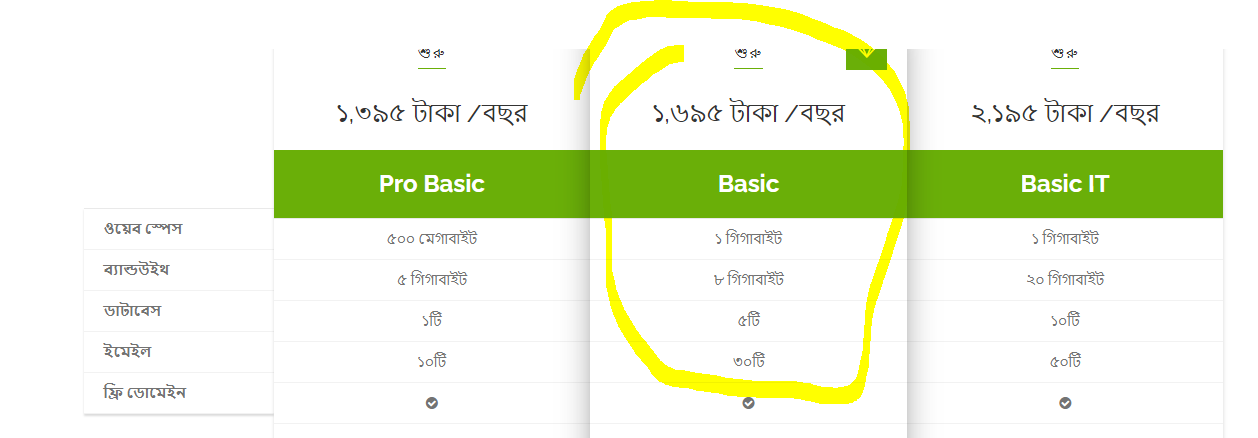 শুরু শুরু শুরু
১,৩৯৫ টাকা /বছর ১,৬৯৫ টাকা /বছর ২,১৯৫ টাকা /বছর
Pro Basic Basic Basic IT
ওয়েব স্পেস ৫০০ মেগাবাইট ১ গিগাবাইট ১ গিগাবাইট
ব্যান্ডউইথ ৫ গিগাবাইট ৮ গিগাবাইট ২০ গিগাবাইট
ডাটাবেস ১টি ৫টি ১০টি
ইমেইল ১০টি ৩০টি ৫০টি
ফ্রি ডোমেইন